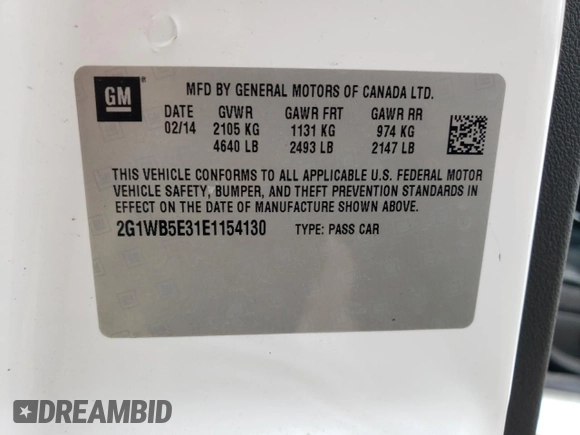 GM
MFD BY GENERAL MOTORS OF CANADA LTD.
DATE GVWR GAWR FRT GAWR RR
02/14 2105 KG 1131 KG 974 KG
4640 LB 2493 LB 2147 LB
THIS VEHICLE CONFORMS TO ALL APPLICABLE U.S. FEDERAL MOTOR
VEHICLE SAFETY, BUMPER, AND THEFT PREVENTION STANDARDS IN
EFFECT ON THE DATE OF MANUFACTURE SHOWN ABOVE.
2G1WB5E31E1154130 TYPE: PASS CAR
DREAMBID